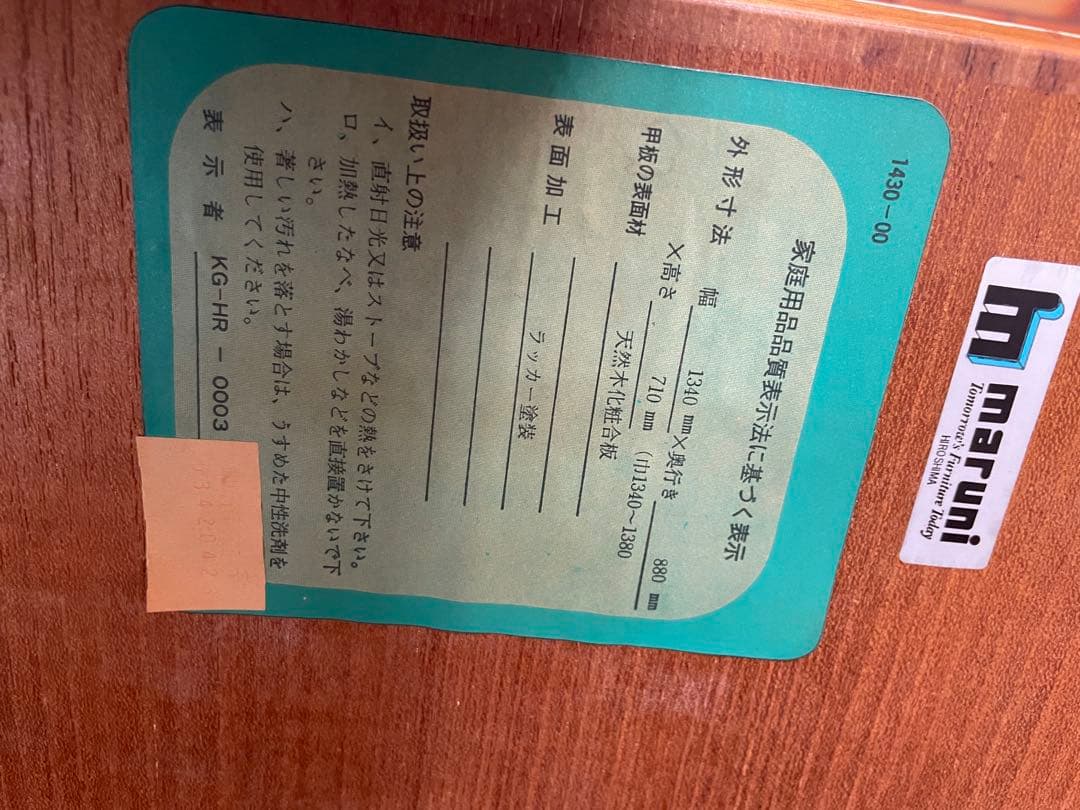 1430-00
家庭用品品質表示法に基づく表示
外形寸法 幅 1340 mm×奥行き 880 mm
×高さ 710 mm (巾1340~1380
甲板の表面材 天然木化粧合板
表面加工 ラッカー塗装
取扱い上の注意
イ、直射日光又はストーブなどの熱をさけて下さい。
ロ、加熱したなべ、湯わかしなどを直接置かないで下
さい。
ハ、著しい汚れを落とす場合は、うすめた中性洗剤を
使用してください。
表示者 KG-HR-0003
maruni
Tomorrow's Furniture Today
HIROSHIMA